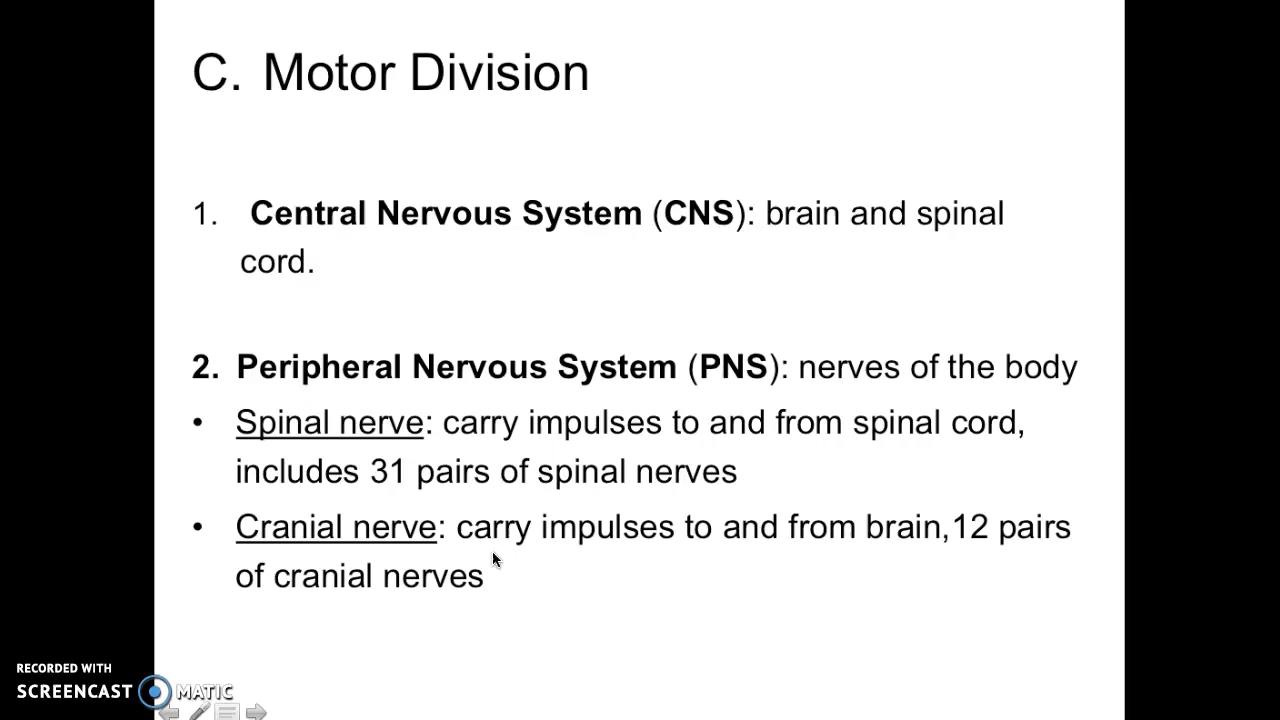 C. Motor Division
1. Central Nervous System (CNS): brain and spinal
cord.
2. Peripheral Nervous System (PNS): nerves of the body
• Spinal nerve: carry impulses to and from spinal cord,
includes 31 pairs of spinal nerves
• Cranial nerve: carry impulses to and from brain,12 pairs
of cranial nerves
RECORDED WITH
SCREENCAST MATIC